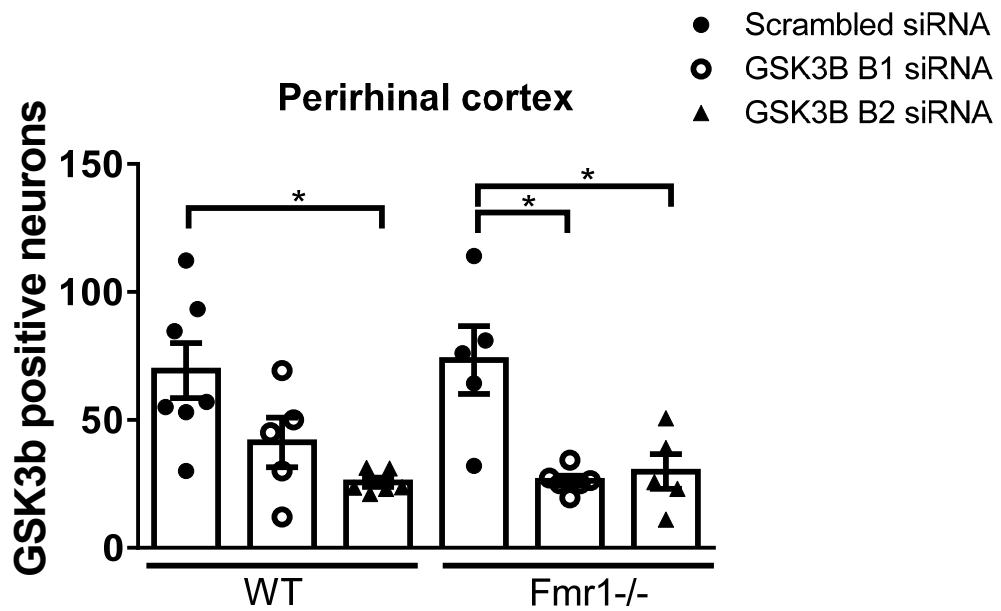 Scrambled siRNA
GSK3B B1 siRNA
GSK3B B2 siRNA
Perirhinal cortex
GSK3b positive neurons
150
100
50
0
*
*
*
WT
Fmr1-/-